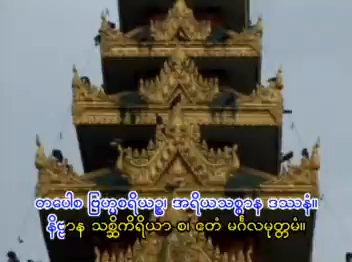 တပေါစ ဗြဟ္မစရိယဉ္စ၊ အရိယသစ္စာန ဒဿနံ။
နိဗ္ဗာန သစ္ဆိကိရိယာ စ၊ ဧတံ မင်္ဂလမုတ္တမံ။